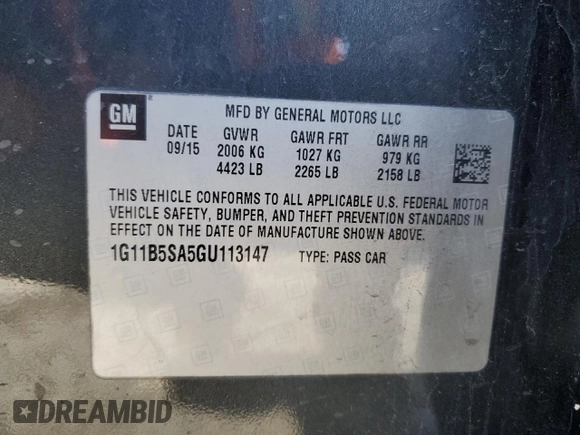 GM ®
MFD BY GENERAL MOTORS LLC
DATE GVWR GAWR FRT GAWR RR
09/15 2006 KG 1027 KG 979 KG
4423 LB 2265 LB 2158 LB
THIS VEHICLE CONFORMS TO ALL APPLICABLE U.S. FEDERAL MOTOR
VEHICLE SAFETY, BUMPER, AND THEFT PREVENTION STANDARDS IN
EFFECT ON THE DATE OF MANUFACTURE SHOWN ABOVE.
1G11B5SA5GU113147 TYPE: PASS CAR
DREAMBID